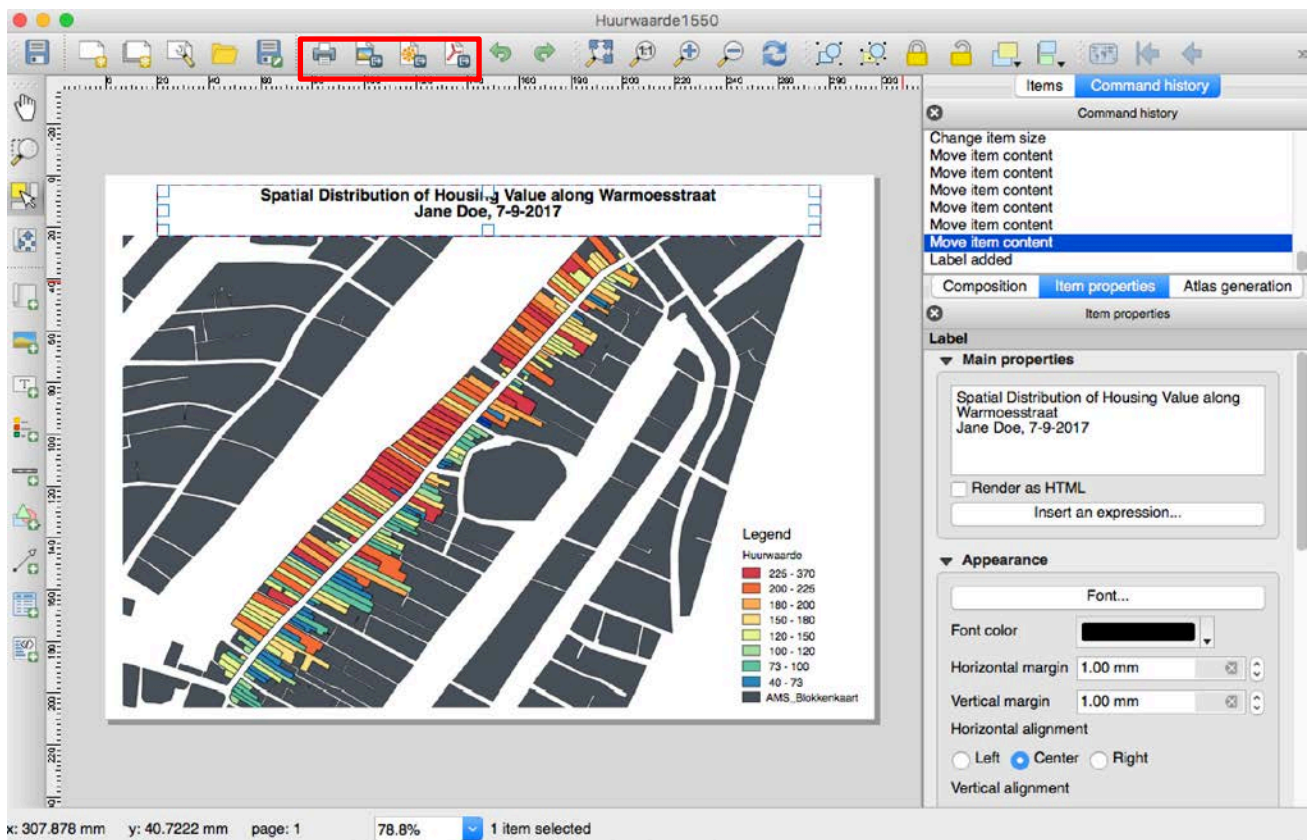 Huurwaarde1550
1:1
Items
Command history
Command history
Change item size
Move item content
Move item content
Move item content
Move item content
Move item content
Move item content
Label added
Composition
Item properties
Atlas generation
Item properties
Label
Main properties
Spatial Distribution of Housing Value along
Warmoesstraat
Jane Doe, 7-9-2017
Render as HTML
Insert an expression...
Appearance
Font...
Font color
Horizontal margin 1.00 mm
Vertical margin 1.00 mm
Horizontal alignment
Left Center Right
Vertical alignment
Spatial Distribution of Housing Value along Warmoesstraat
Jane Doe, 7-9-2017
Legend
Huurwaarde
225 - 370
200 - 225
180 - 200
150 - 180
120 - 150
100 - 120
73 - 100
40 - 73
AMS_Blokkenkaart
x: 307.878 mm y: 40.7222 mm page: 1 78.8% 1 item selected